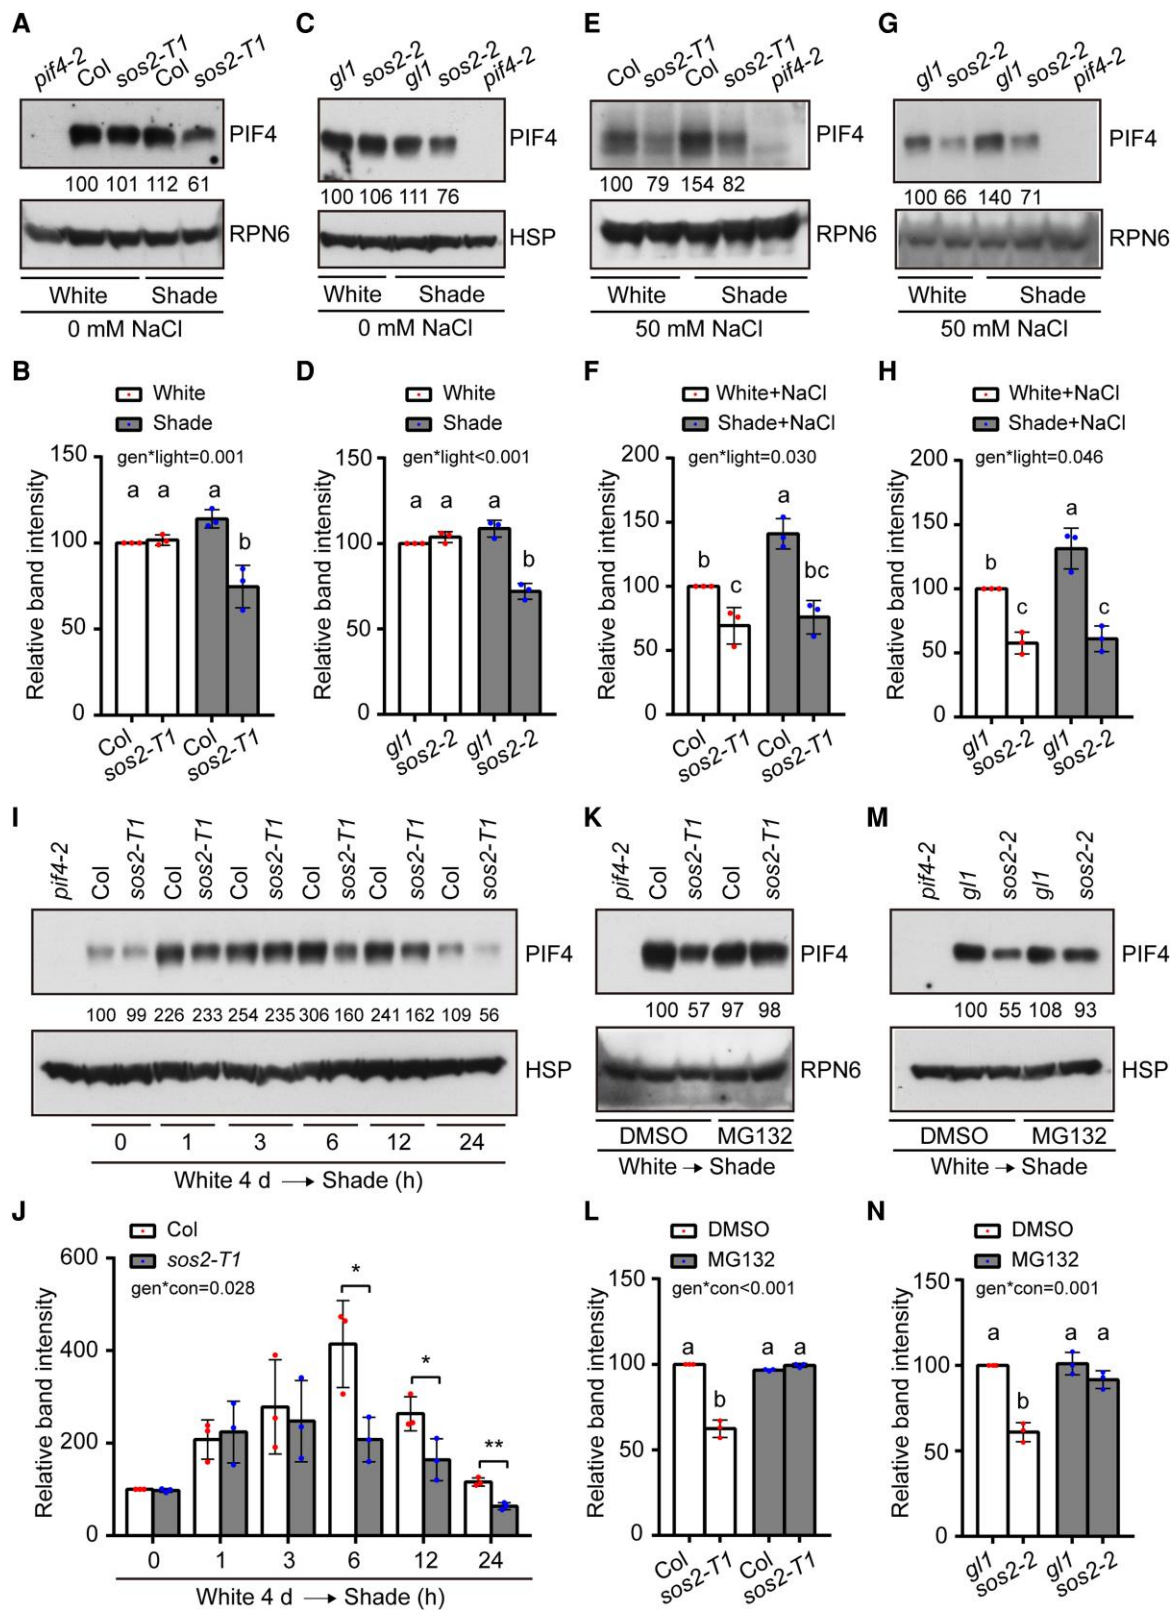 A
pif4-2 Col sos2-T1 Col sos2-T1
PIF4
100 101 112 61
RPN6
White Shade
0 mM NaCl
C
gl1 sos2-2 gl1 sos2-2 pif4-2
PIF4
100 106 111 76
HSP
White Shade
0 mM NaCl
E
Col sos2-T1 Col sos2-T1 pif4-2
PIF4
100 79 154 82
RPN6
White Shade
50 mM NaCl
G
gl1 sos2-2 gl1 sos2-2 pif4-2
PIF4
100 66 140 71
RPN6
White Shade
50 mM NaCl
B
White
Shade
gen*light=0.001
Relative band intensity
150
100
50
0
a a a b
Col sos2-T1 Col sos2-T1
D
White
Shade
gen*light<0.001
Relative band intensity
150
100
50
0
a a a b
gl1 sos2-2 gl1 sos2-2
F
White+NaCl
Shade+NaCl
gen*light=0.030
Relative band intensity
200
150
100
50
0
b c a bc
Col sos2-T1 Col sos2-T1
H
White+NaCl
Shade+NaCl
gen*light=0.046
Relative band intensity
200
150
100
50
0
b c a c
gl1 sos2-2 gl1 sos2-2
I
pif4-2 Col sos2-T1 Col sos2-T1 Col sos2-T1 Col sos2-T1 Col sos2-T1 Col sos2-T1
PIF4
100 99 226 233 254 235 306 160 241 162 109 56
HSP
0 1 3 6 12 24
White 4 d → Shade (h)
K
pif4-2 Col sos2-T1 Col sos2-T1
PIF4
100 57 97 98
RPN6
DMSO MG132
White → Shade
M
pif4-2 gl1 sos2-2 gl1 sos2-2
PIF4
100 55 108 93
HSP
DMSO MG132
White → Shade
J
Col
sos2-T1
gen*con=0.028
Relative band intensity
600
400
200
0
* * **
0 1 3 6 12 24
White 4 d → Shade (h)
L
DMSO
MG132
gen*con<0.001
Relative band intensity
150
100
50
0
a b a a
Col sos2-T1 Col sos2-T1
N
DMSO
MG132
gen*con=0.001
Relative band intensity
150
100
50
0
a b a a
gl1 sos2-2 gl1 sos2-2